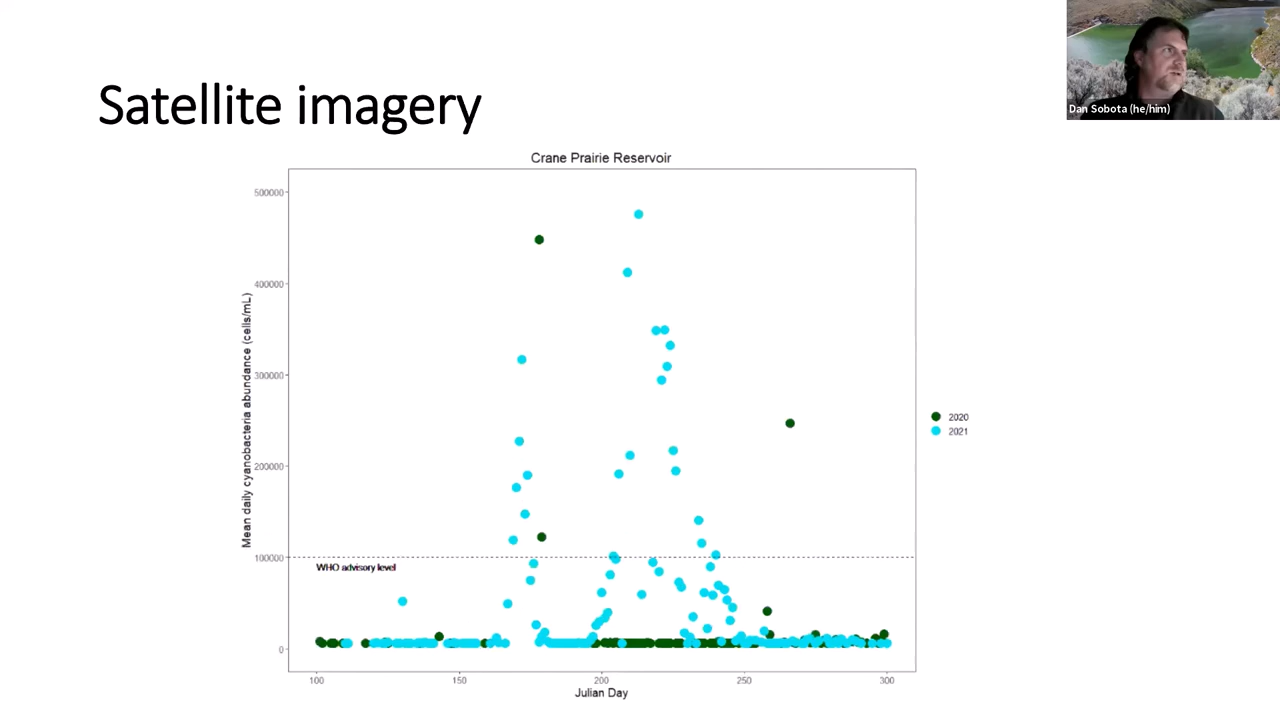 Satellite imagery
Dan Sobota (he/him)
Crane Prairie Reservoir
Mean daily cyanobacteria abundance (cells/mL)
500000
400000
300000
200000
100000
0
WHO advisory level
100
150
200
250
300
Julian Day
2020
2021